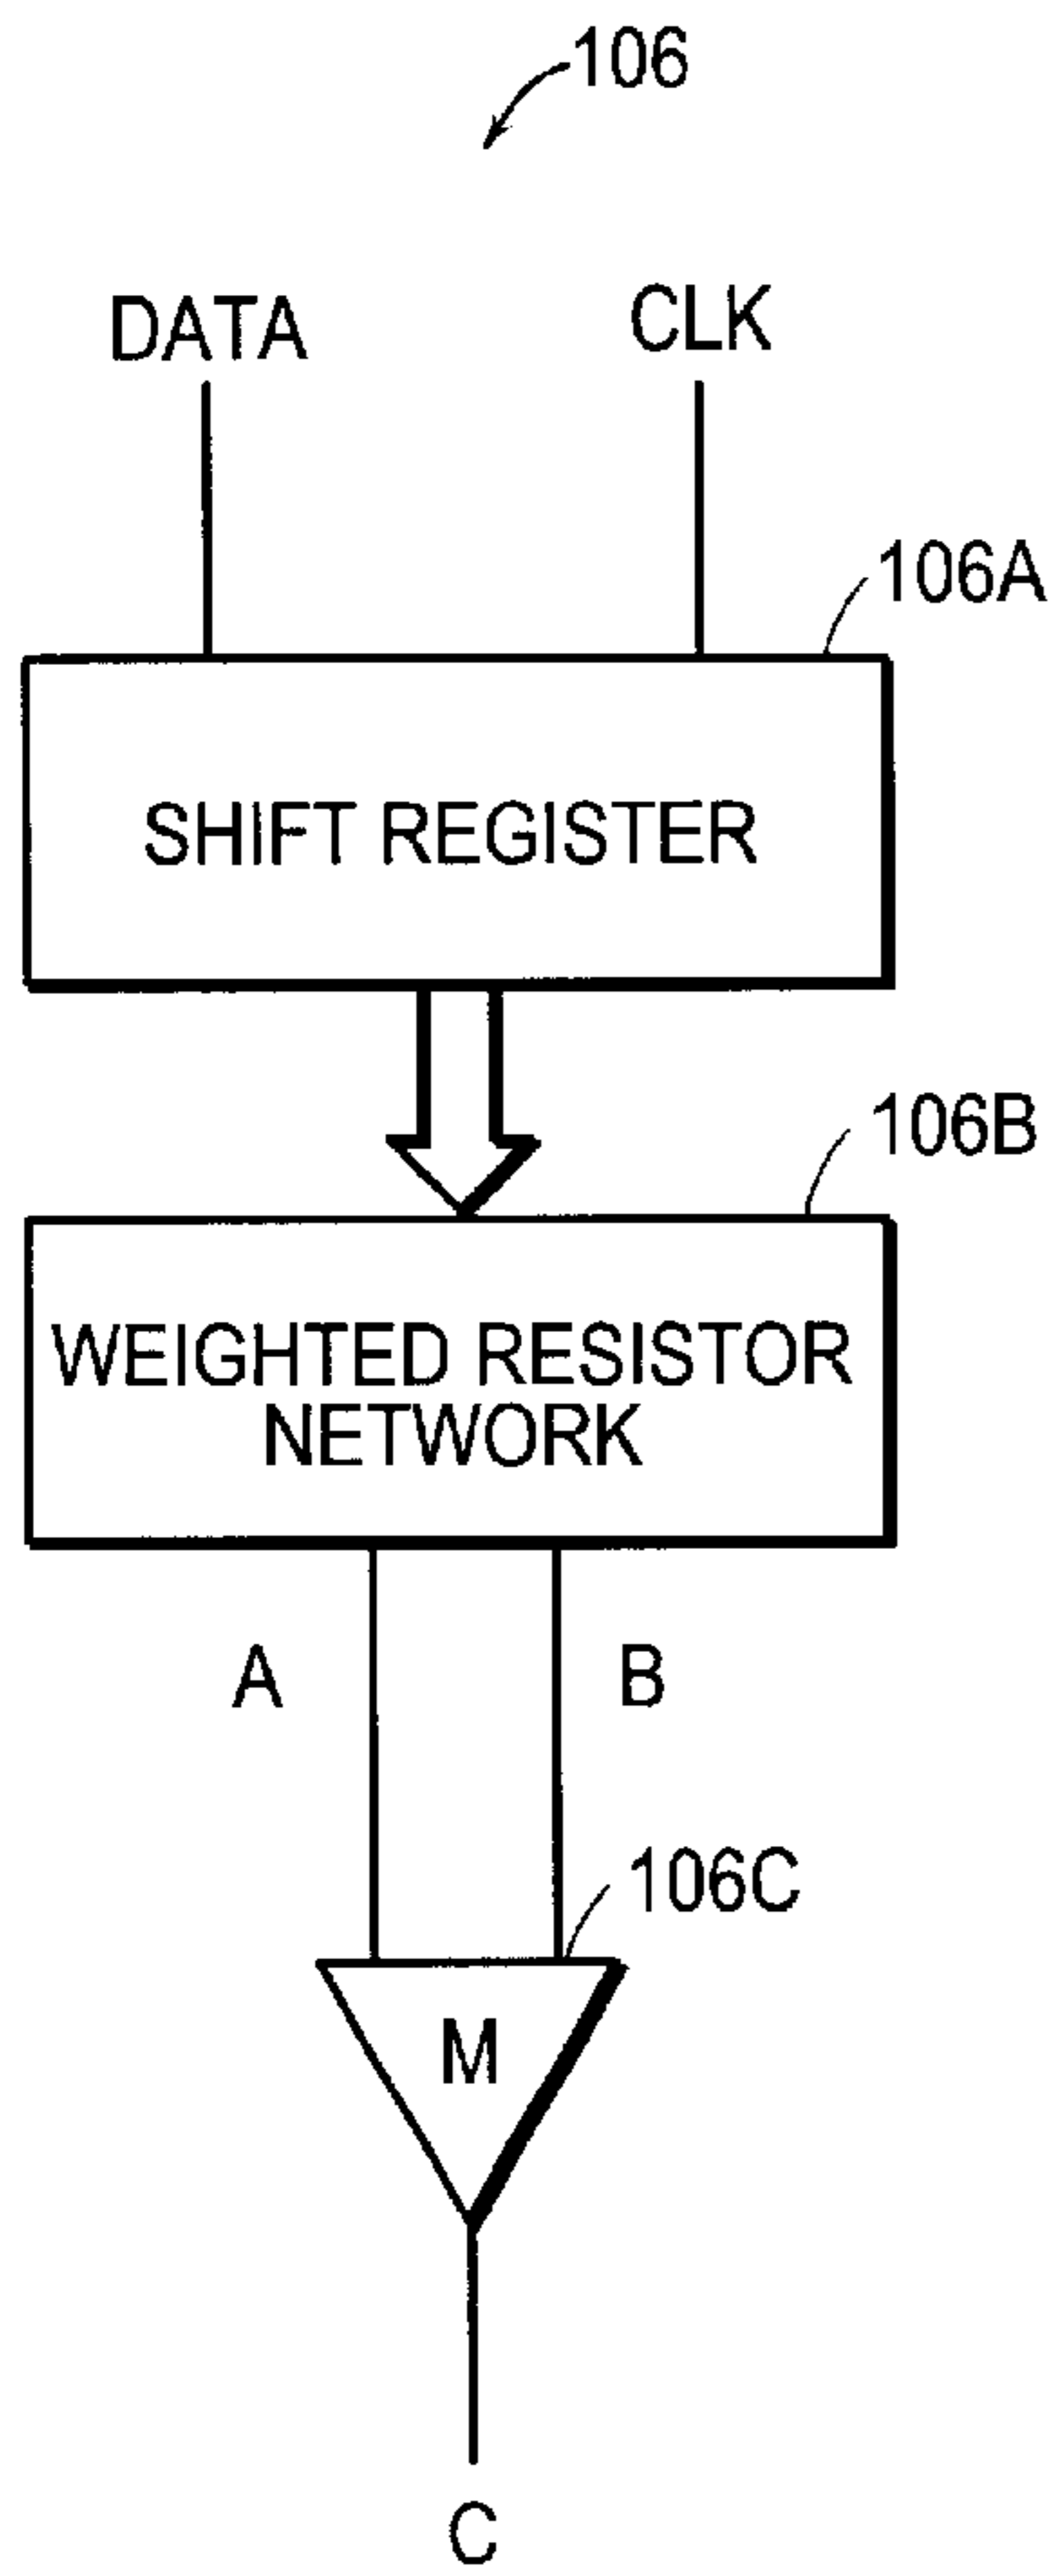 106
DATA
CLK
106A
SHIFT REGISTER
106B
WEIGHTED RESISTOR
NETWORK
A
B
106C
M
C